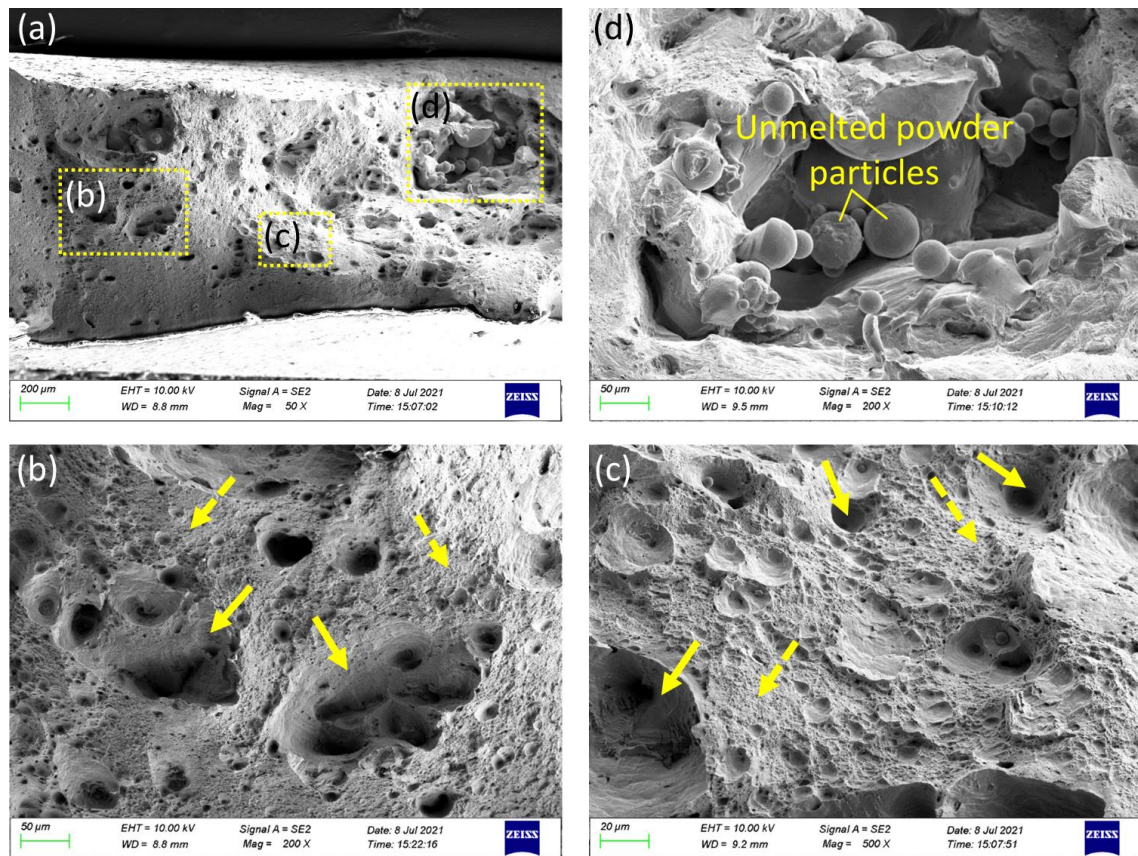 (a)
(d)
(b)
(c)
200 µm
EHT = 10.00 kV
WD = 8.8 mm
Signal A = SE2
Mag = 50 X
Date: 8 Jul 2021
Time: 15:07:02
ZEISS
(d)
Unmelted powder
particles
50 µm
EHT = 10.00 kV
WD = 9.5 mm
Signal A = SE2
Mag = 200 X
Date: 8 Jul 2021
Time: 15:10:12
ZEISS
(b)
50 µm
EHT = 10.00 kV
WD = 8.8 mm
Signal A = SE2
Mag = 200 X
Date: 8 Jul 2021
Time: 15:22:16
ZEISS
(c)
20 µm
EHT = 10.00 kV
WD = 9.2 mm
Signal A = SE2
Mag = 500 X
Date: 8 Jul 2021
Time: 15:07:51
ZEISS